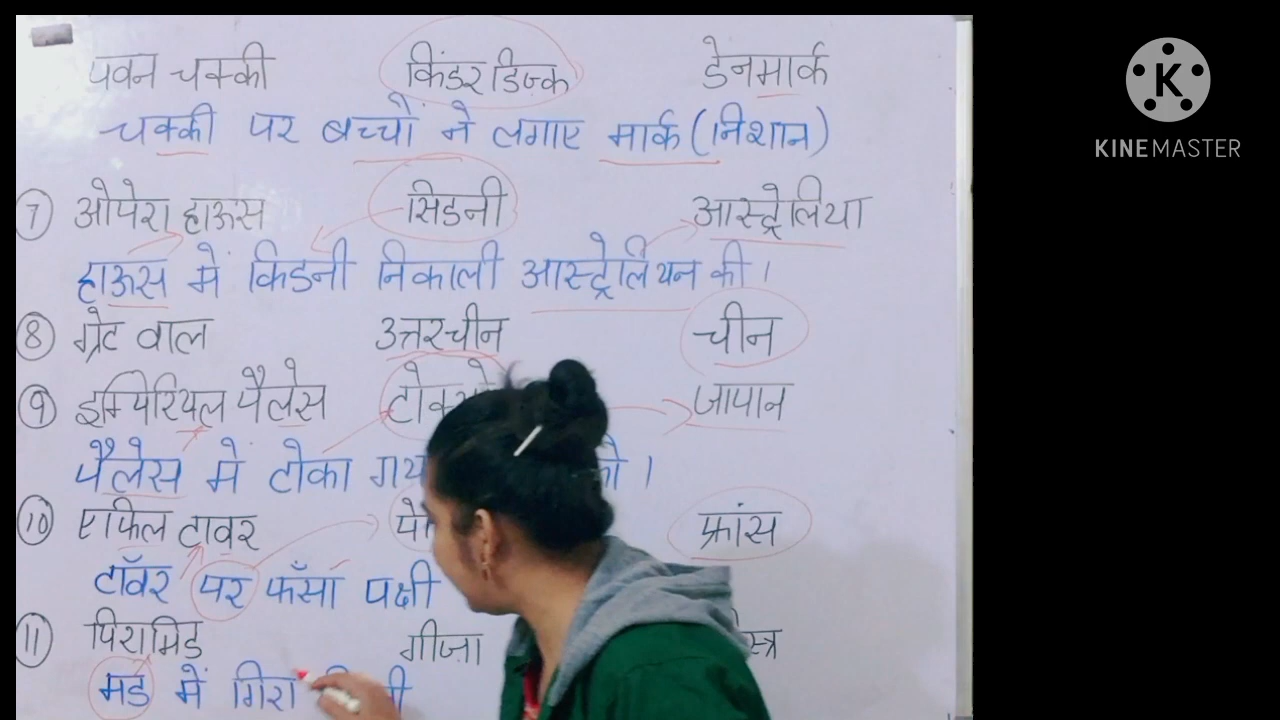 पवन चक्की किंडर डिज्क डेनमार्क
चक्की पर बच्चों ने लगाए मार्क (निशान)
7 ओपेरा हाऊस सिडनी आस्ट्रेलिया
हाऊस में किडनी निकाली आस्ट्रेलियन की ।
8 ग्रेट वाल उत्तरचीन चीन
9 इम्पिरियल पैलेस जापान
पैलेस में टोका ।
10 एफिल टावर फ्रांस
टॉवर पर फँसा पक्षी
11 पिरामिड गीजा
मड में गिरा
K
KINEMASTER